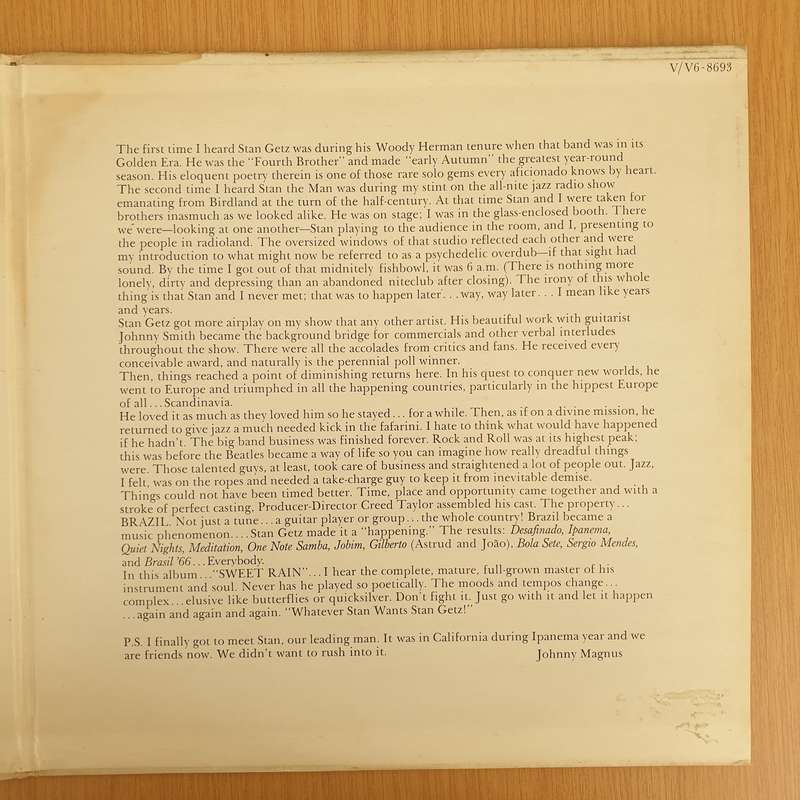 V/V6-8693
The first time I heard Stan Getz was during his Woody Herman tenure when that band was in its
Golden Era. He was the "Fourth Brother" and made "early Autumn" the greatest year-round
season. His eloquent poetry therein is one of those rare solo gems every aficionado knows by heart.
The second time I heard Stan the Man was during my stint on the all-nite jazz radio show
emanating from Birdland at the turn of the half-century. At that time Stan and I were taken for
brothers inasmuch as we looked alike. He was on stage; I was in the glass-enclosed booth. There
we were—looking at one another—Stan playing to the audience in the room, and I, presenting to
the people in radioland. The oversized windows of that studio reflected each other and were
my introduction to what might now be referred to as a psychedelic overdub—if that sight had
sound. By the time I got out of that midnitely fishbowl, it was 6 a.m. (There is nothing more
lonely, dirty and depressing than an abandoned niteclub after closing). The irony of this whole
thing is that Stan and I never met; that was to happen later...way, way later... I mean like years
and years.
Stan Getz got more airplay on my show that any other artist. His beautiful work with guitarist
Johnny Smith became the background bridge for commercials and other verbal interludes
throughout the show. There were all the accolades from critics and fans. He received every
conceivable award, and naturally is the perennial poll winner.
Then, things reached a point of diminishing returns here. In his quest to conquer new worlds, he
went to Europe and triumphed in all the happening countries, particularly in the hippest Europe
of all...Scandinavia.
He loved it as much as they loved him so he stayed... for a while. Then, as if on a divine mission, he
returned to give jazz a much needed kick in the fafarini. I hate to think what would have happened
if he hadn't. The big band business was finished forever. Rock and Roll was at its highest peak;
this was before the Beatles became a way of life so you can imagine how really dreadful things
were. Those talented guys, at least, took care of business and straightened a lot of people out. Jazz,
I felt, was on the ropes and needed a take-charge guy to keep it from inevitable demise.
Things could not have been timed better. Time, place and opportunity came together and with a
stroke of perfect casting, Producer-Director Creed Taylor assembled his cast. The property...
BRAZIL. Not just a tune...a guitar player or group...the whole country! Brazil became a
music phenomenon....Stan Getz made it a "happening." The results: Desafinado, Ipanema,
Quiet Nights, Meditation, One Note Samba, Jobim, Gilberto (Astrud and João), Bola Sete, Sergio Mendes,
and Brasil '66...Everybody.
In this album..."SWEET RAIN"...I hear the complete, mature, full-grown master of his
instrument and soul. Never has he played so poetically. The moods and tempos change...
complex...elusive like butterflies or quicksilver. Don't fight it. Just go with it and let it happen
...again and again and again. "Whatever Stan Wants Stan Getz!"
P.S. I finally got to meet Stan, our leading man. It was in California during Ipanema year and we
are friends now. We didn't want to rush into it.
Johnny Magnus